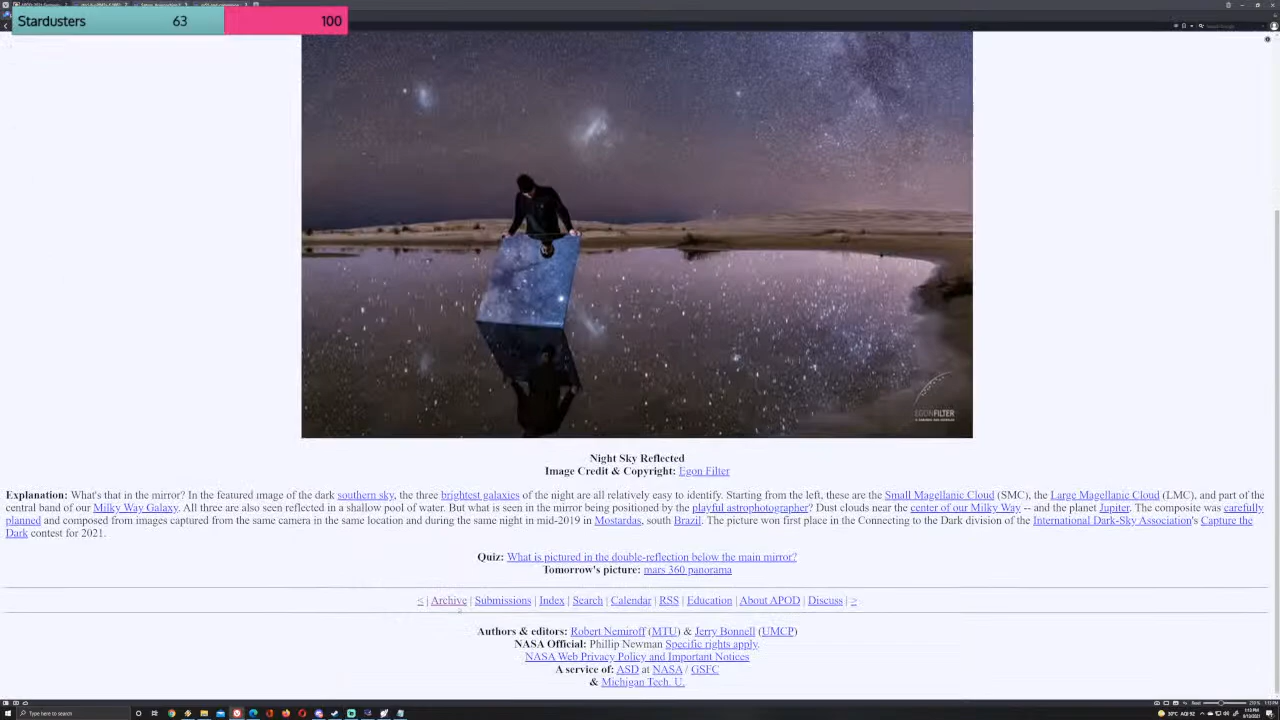 Stardusters 63 100
EGONFILTER
Night Sky Reflected
Image Credit & Copyright: Egon Filter
Explanation: What's that in the mirror? In the featured image of the dark southern sky, the three brightest galaxies of the night are all relatively easy to identify. Starting from the left, these are the Small Magellanic Cloud (SMC), the Large Magellanic Cloud (LMC), and part of the
central band of our Milky Way Galaxy. All three are also seen reflected in a shallow pool of water. But what is seen in the mirror being positioned by the playful astrophotographer? Dust clouds near the center of our Milky Way -- and the planet Jupiter. The composite was carefully
planned and composed from images captured from the same camera in the same location and during the same night in mid-2019 in Mostardas, south Brazil. The picture won first place in the Connecting to the Dark division of the International Dark-Sky Association's Capture the
Dark contest for 2021.
Quiz: What is pictured in the double-reflection below the main mirror?
Tomorrow's picture: mars 360 panorama
< | Archive | Submissions | Index | Search | Calendar | RSS | Education | About APOD | Discuss | >
Authors & editors: Robert Nemiroff (MTU) & Jerry Bonnell (UMCP)
NASA Official: Phillip Newman Specific rights apply.
NASA Web Privacy Policy and Important Notices
A service of: ASD at NASA / GSFC
& Michigan Tech. U.
Type here to search